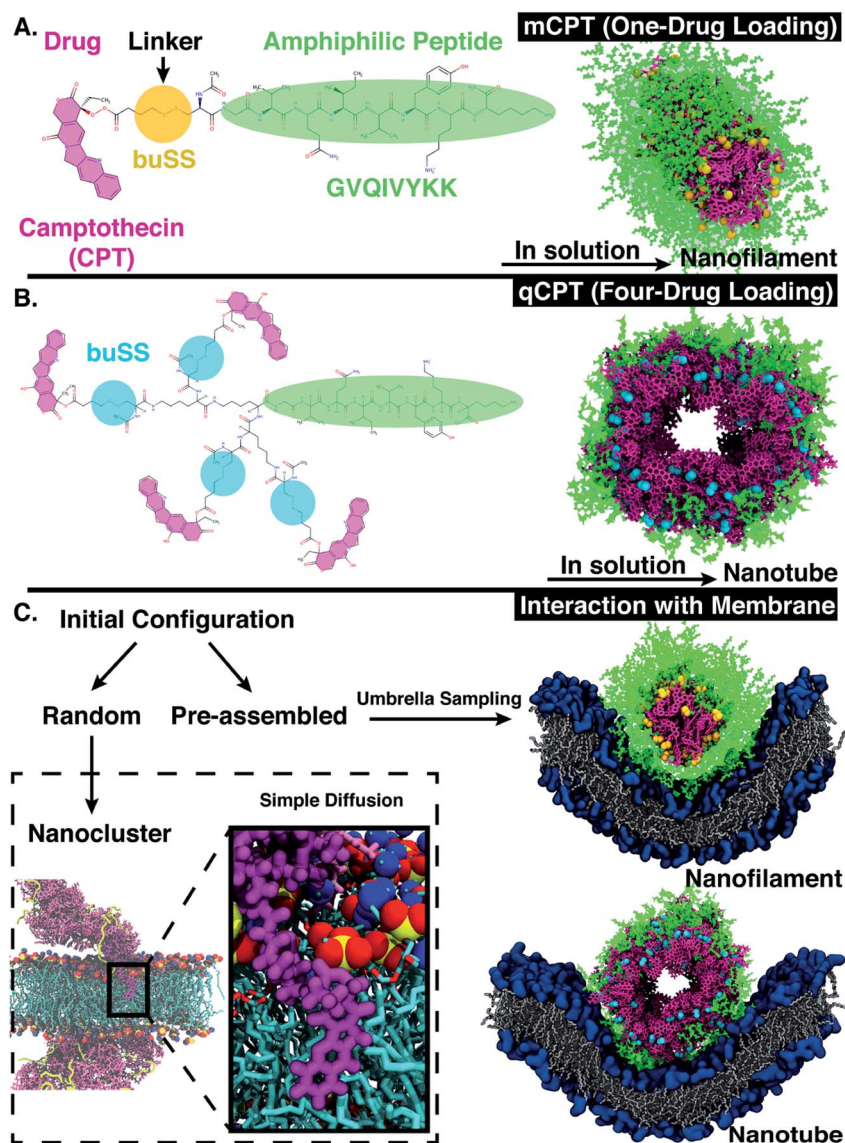 A.
mCPT (One-Drug Loading)
Drug
Linker
Amphiphilic Peptide
buSS
GVQIVYKK
Camptothecin
(CPT)
In solution
Nanofilament
B.
qCPT (Four-Drug Loading)
buSS
In solution
Nanotube
C.
Interaction with Membrane
Initial Configuration
Random
Pre-assembled
Umbrella Sampling
Nanocluster
Simple Diffusion
Nanofilament
Nanotube